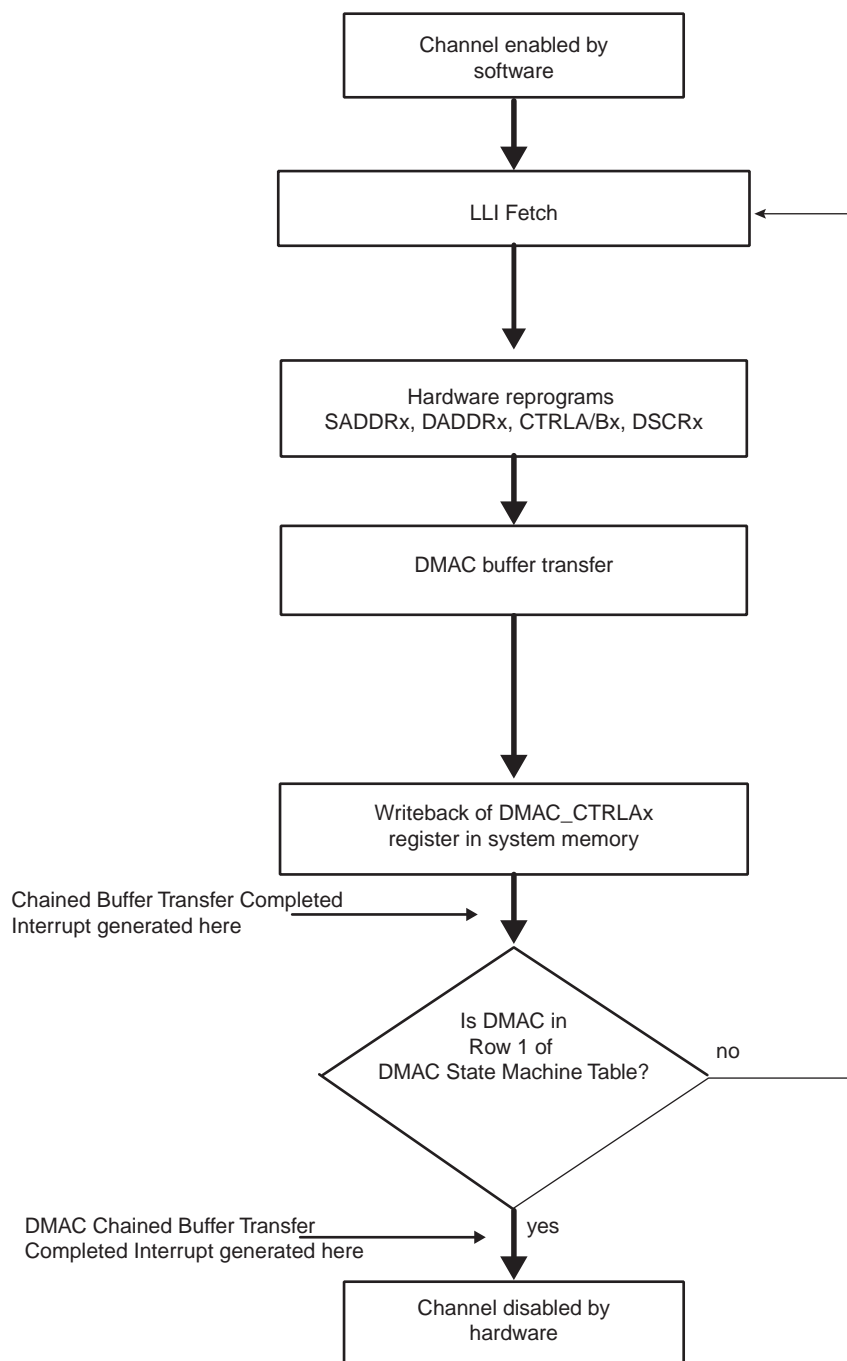 Channel enabled by
software
LLI Fetch
Hardware reprograms
SADDRx, DADDRx, CTRLA/Bx, DSCRx
DMAC buffer transfer
Writeback of DMAC_CTRLAx
register in system memory
Chained Buffer Transfer Completed
Interrupt generated here
Is DMAC in
Row 1 of
DMAC State Machine Table?
no
DMAC Chained Buffer Transfer
Completed Interrupt generated here
yes
Channel disabled by
hardware